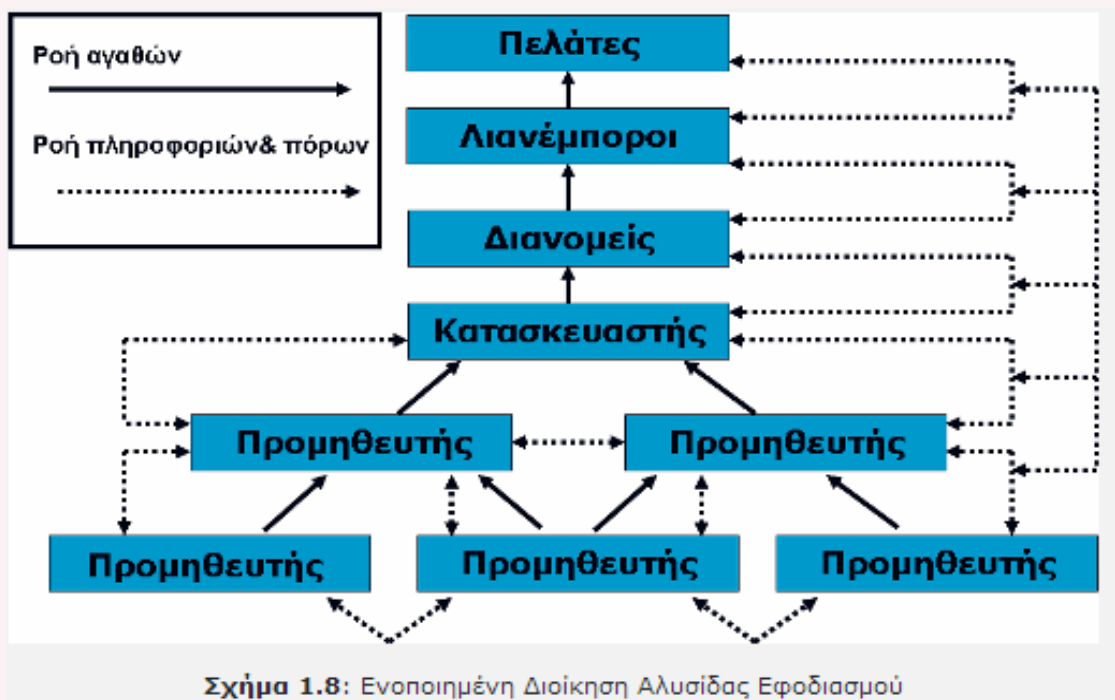 Ροή αγαθών
Ροή πληροφοριών& πόρων
Πελάτες
Λιανέμποροι
Διανομείς
Κατασκευαστής
Προμηθευτής Προμηθευτής
Προμηθευτής Προμηθευτής Προμηθευτής
Σχήμα 1.8: Ενοποιημένη Διοίκηση Αλυσίδας Εφοδιασμού